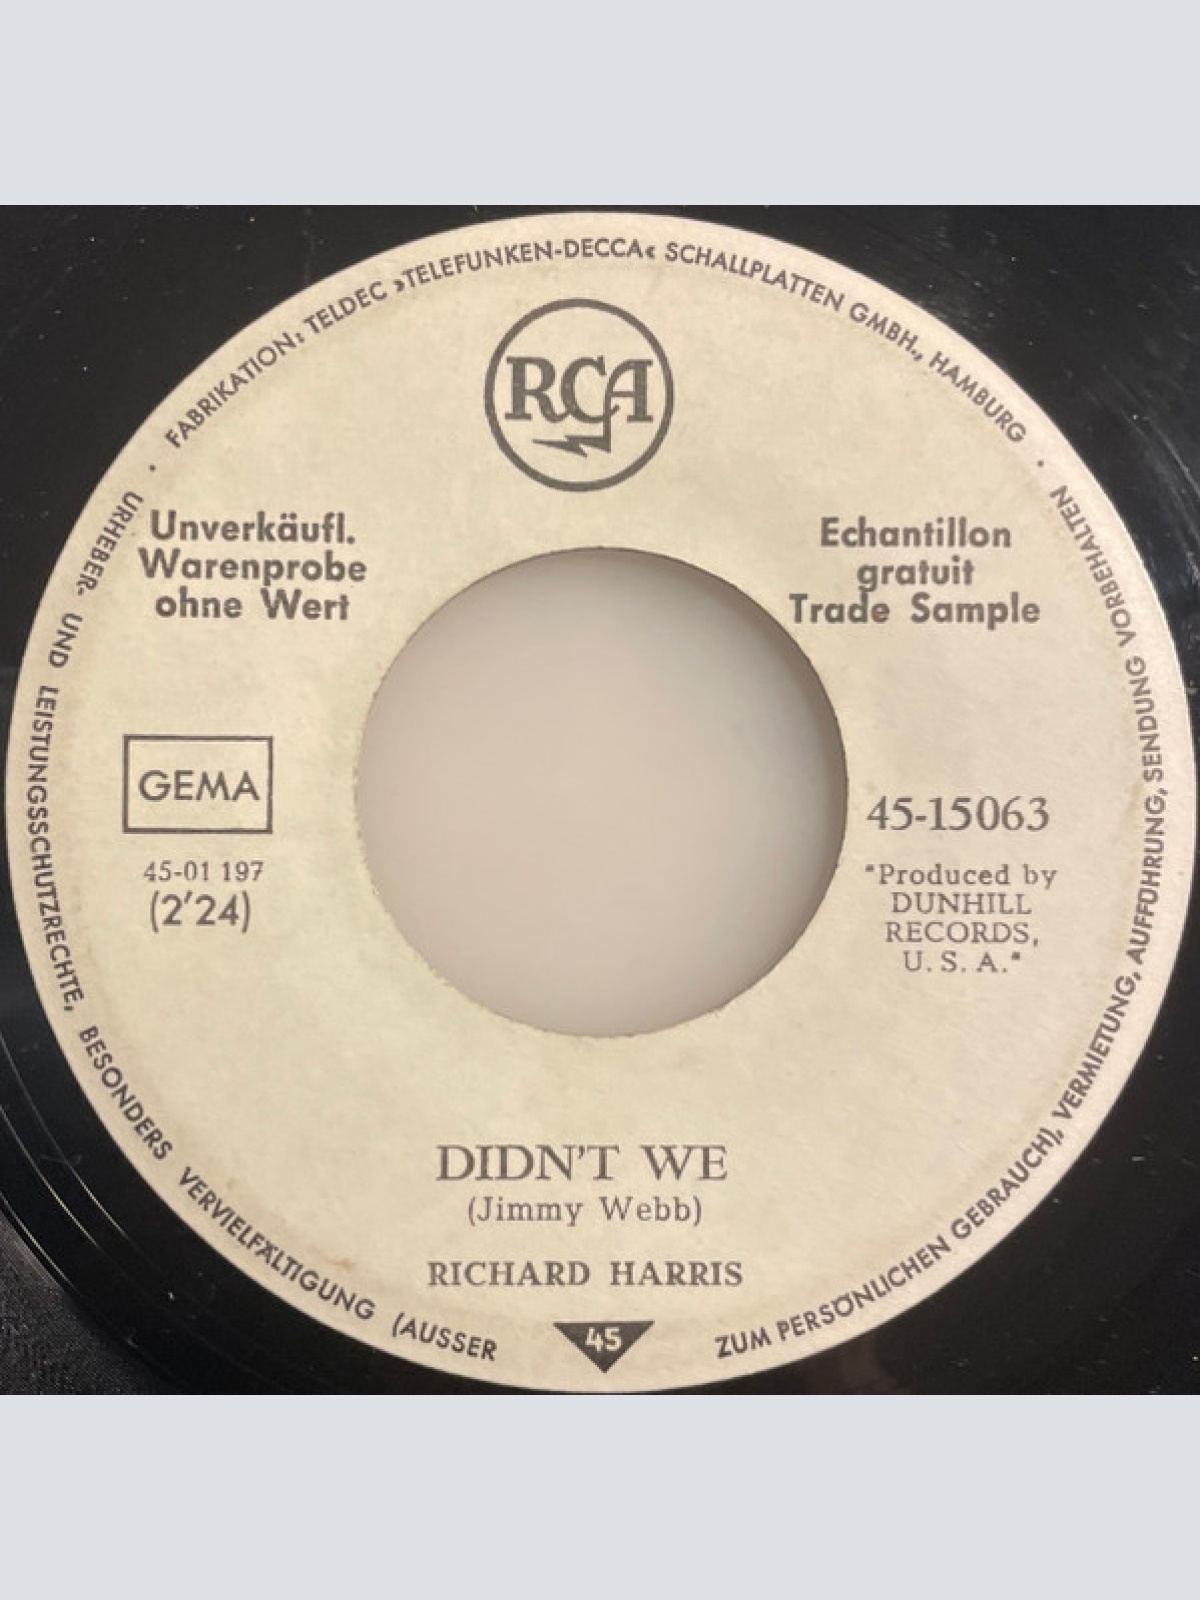 FABRIKATION: TELDEC »TELEFUNKEN-DECCA« SCHALLPLATTEN GMBH., HAMBURG ·
URHEBER- UND LEISTUNGSSCHUTZRECHTE, BESONDERS VERVIELFÄLTIGUNG (AUSSER
ZUM PERSÖNLICHEN GEBRAUCH), VERMIETUNG, AUFFÜHRUNG, SENDUNG VORBEHALTEN ·
RCA
Unverkäufl.
Warenprobe
ohne Wert
Echantillon
gratuit
Trade Sample
GEMA
45-01 197
(2'24)
45-15063
"Produced by
DUNHILL
RECORDS,
U. S. A."
DIDN'T WE
(Jimmy Webb)
RICHARD HARRIS
45